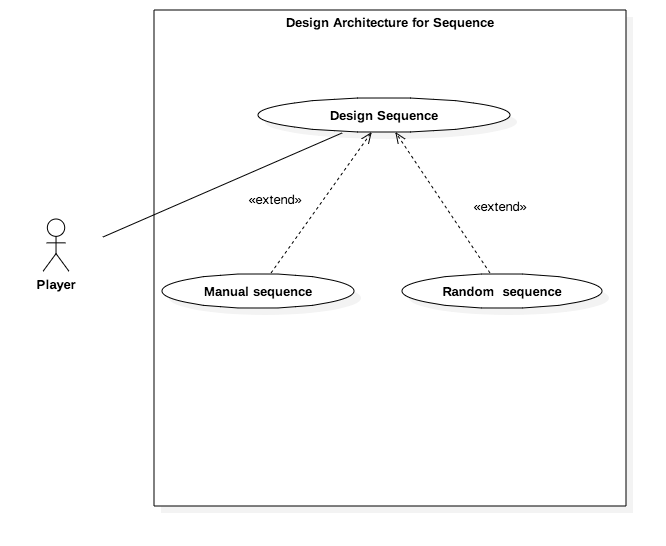 Design Architecture for Sequence
Design Sequence
«extend»
«extend»
Player
Manual sequence
Random  sequence